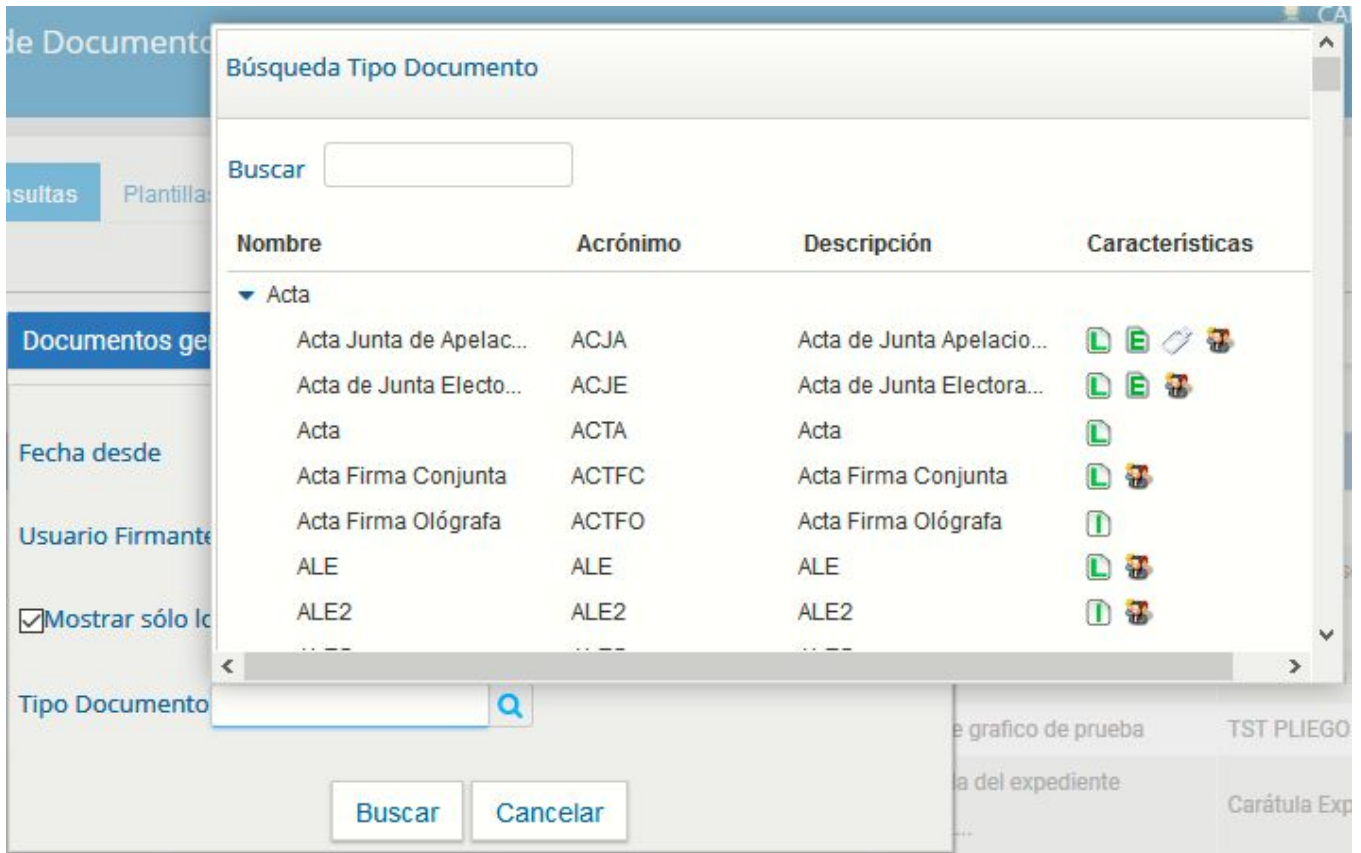 de Documento
CA
Búsqueda Tipo Documento
Buscar
nsultas Plantillas
Nombre Acrónimo Descripción Características
Acta
Acta Junta de Apelac... ACJA Acta de Junta Apelacio... L E
Acta de Junta Electo... ACJE Acta de Junta Electora... L E
Acta ACTA Acta L
Acta Firma Conjunta ACTFC Acta Firma Conjunta L
Acta Firma Ológrafa ACTFO Acta Firma Ológrafa I
ALE ALE ALE L
ALE2 ALE2 ALE2 I
Documentos ge
Fecha desde
Usuario Firmante
Mostrar sólo lo
Tipo Documento
Buscar Cancelar
e grafico de prueba TST PLIEGO
la del expediente
... Carátula Exp